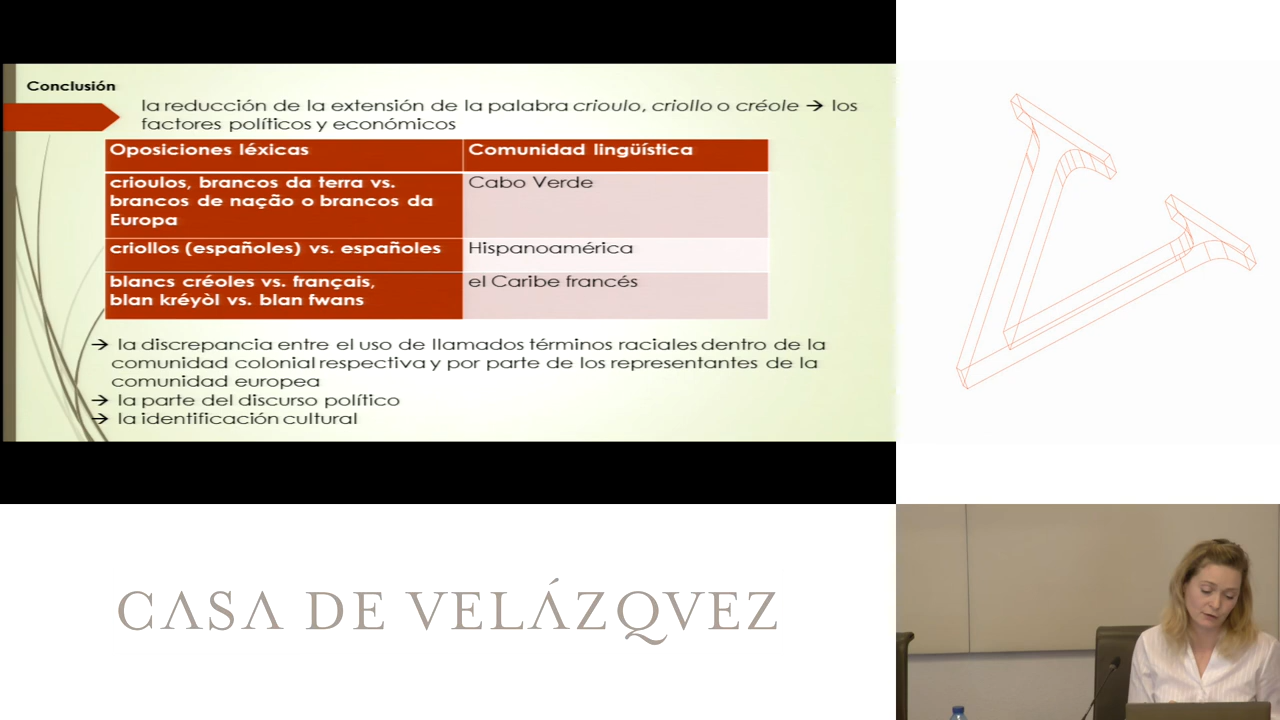 Conclusión
la reducción de la extensión de la palabra crioulo, criollo o créole → los
factores políticos y económicos
Oposiciones léxicas
Comunidad lingüística
crioulos, brancos da terra vs.
brancos de nação o brancos da
Europa
Cabo Verde
criollos (españoles) vs. españoles
Hispanoamérica
blancs créoles vs. français,
blan kréyòl vs. blan fwans
el Caribe francés
→ la discrepancia entre el uso de llamados términos raciales dentro de la
comunidad colonial respectiva y por parte de los representantes de la
comunidad europea
→ la parte del discurso político
→ la identificación cultural
CASA DE VELÁZQVEZ